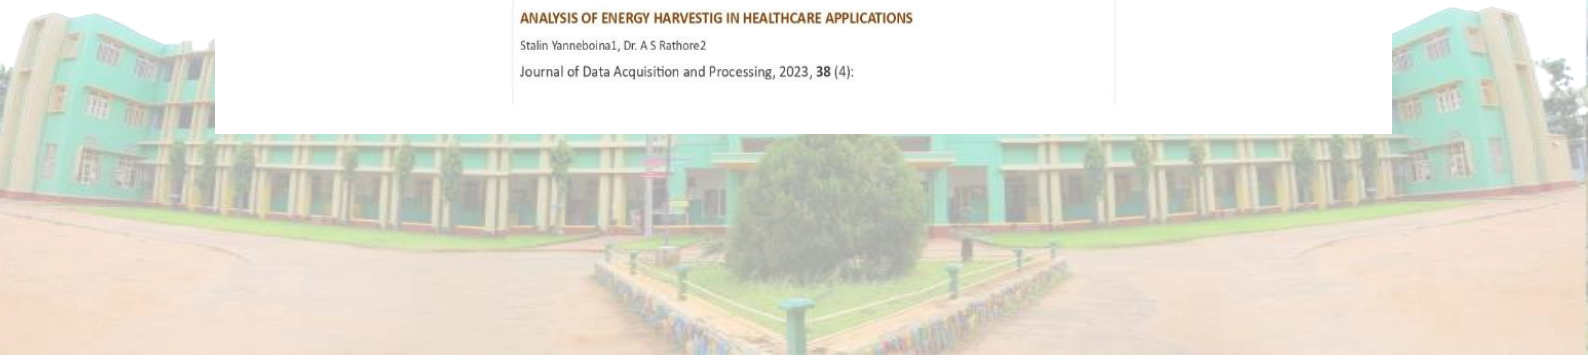 ANALYSIS OF ENERGY HARVESTIG IN HEALTHCARE APPLICATIONS
Stalin Yanneboina1, Dr. A S Rathore2
Journal of Data Acquisition and Processing, 2023, 38 (4):